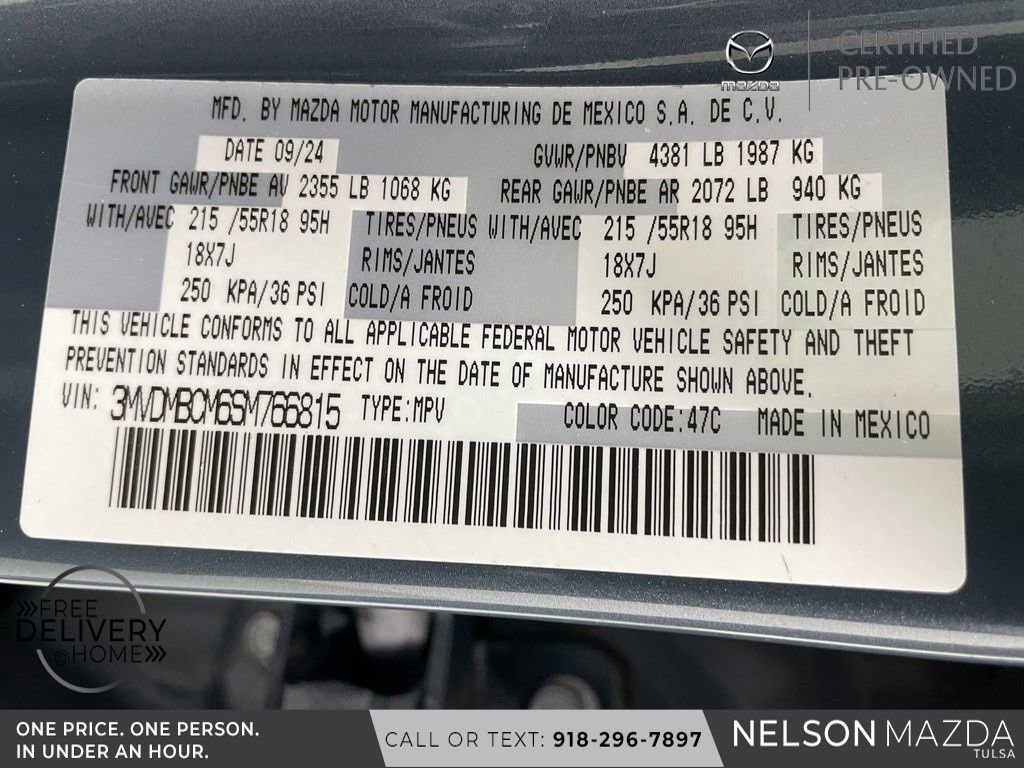 mazda
CERTIFIED
PRE-OWNED
MFD. BY MAZDA MOTOR MANUFACTURING DE MEXICO S.A. DE C.V.
DATE 09/24 GVWR/PNBV 4381 LB 1987 KG
FRONT GAWR/PNBE AV 2355 LB 1068 KG REAR GAWR/PNBE AR 2072 LB 940 KG
WITH/AVEC 215 /55R18 95H TIRES/PNEUS WITH/AVEC 215 /55R18 95H TIRES/PNEUS
18X7J RIMS/JANTES 18X7J RIMS/JANTES
250 KPA/36 PSI COLD/A FROID 250 KPA/36 PSI COLD/A FROID
THIS VEHICLE CONFORMS TO ALL APPLICABLE FEDERAL MOTOR VEHICLE SAFETY AND THEFT
PREVENTION STANDARDS IN EFFECT ON THE DATE OF MANUFACTURE SHOWN ABOVE.
VIN: 3MVDMBCM6SM766815 TYPE:MPV COLOR CODE:47C MADE IN MEXICO
FREE
DELIVERY
@HOME
ONE PRICE. ONE PERSON.
IN UNDER AN HOUR.
CALL OR TEXT: 918-296-7897
NELSON MAZDA
TULSA